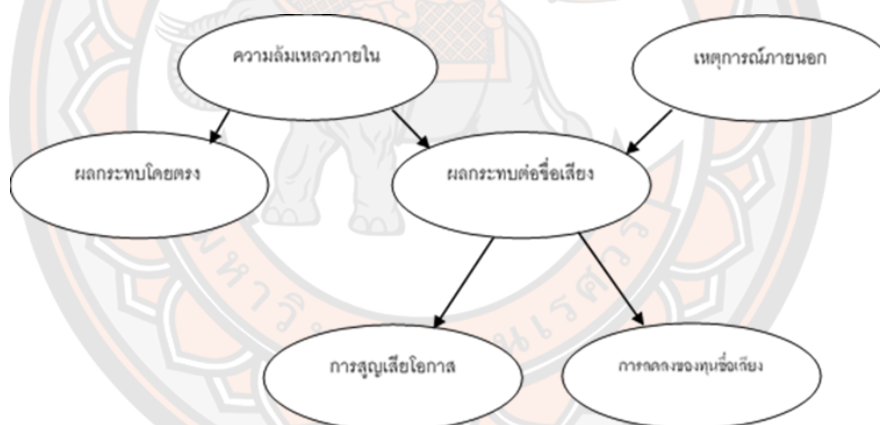 ความล้มเหลวภายใน
เหตุการณ์ภายนอก
ผลกระทบโดยตรง
ผลกระทบต่อชื่อเสียง
การสูญเสียโอกาส
การลดลงของทุนชื่อเสียง